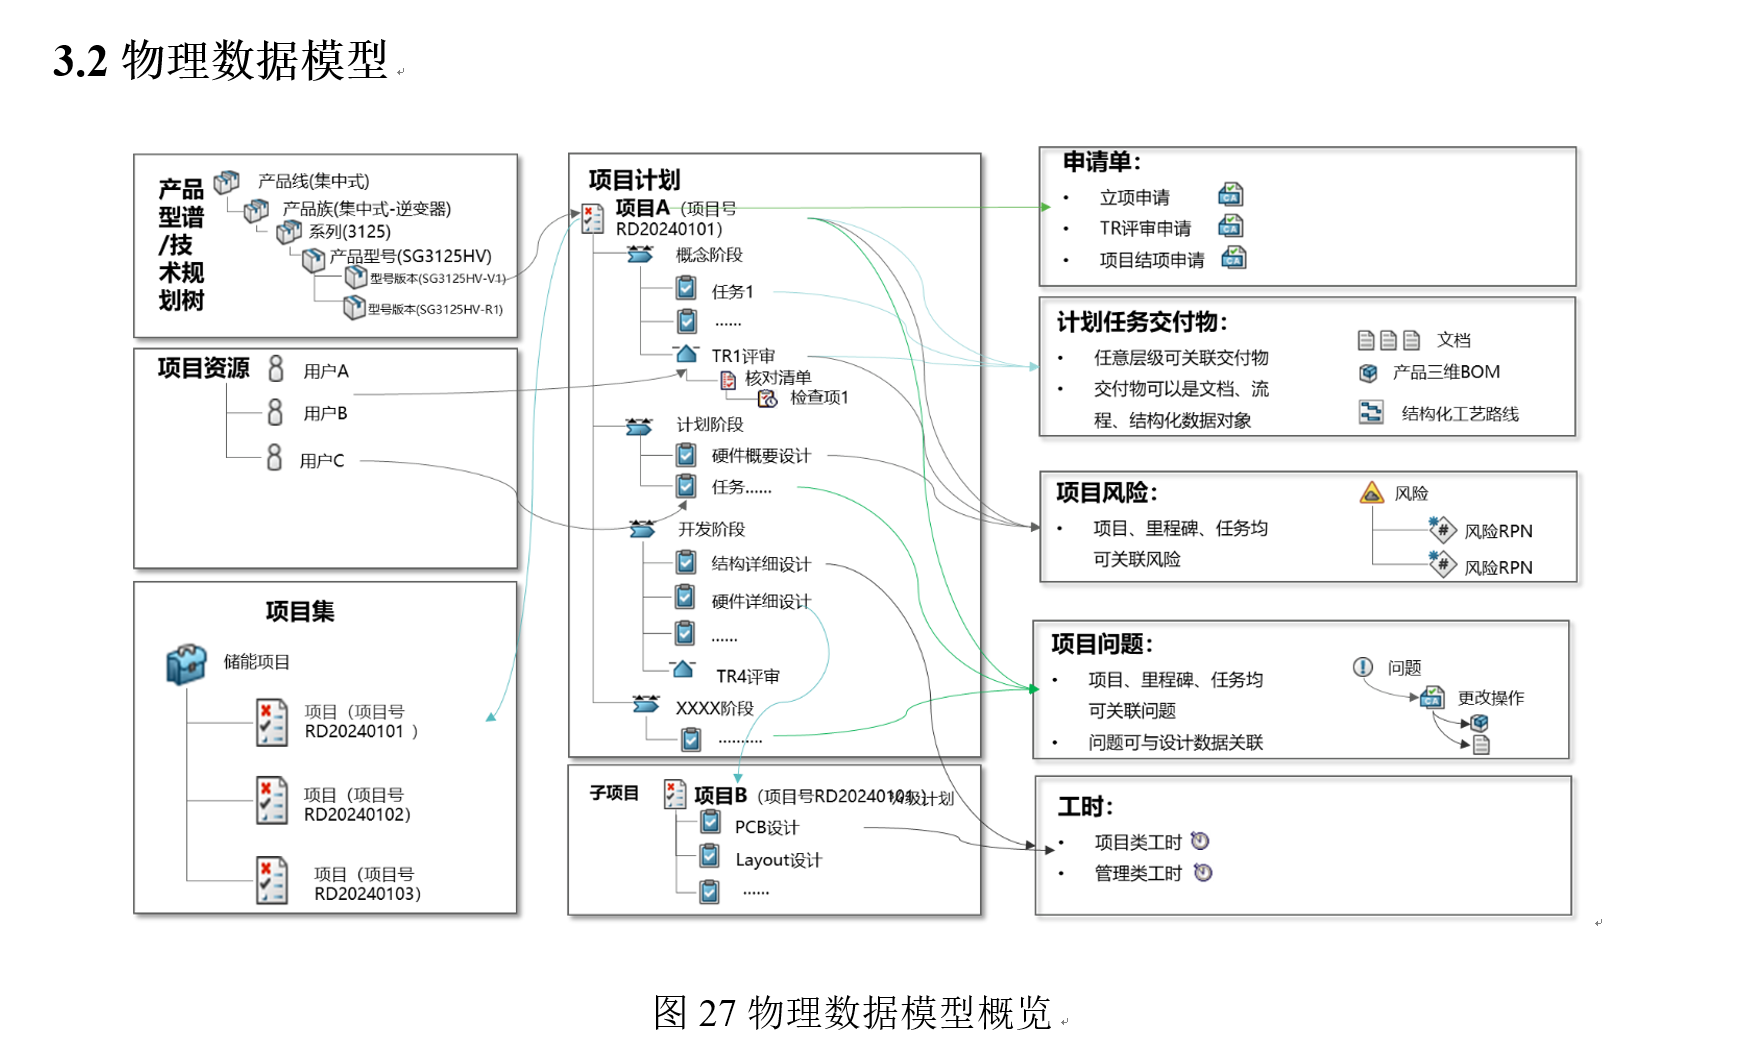 3.2 物理数据模型
产品
型谱
/技
术规
划树
产品线(集中式)
产品族(集中式-逆变器)
系列(3125)
产品型号(SG3125HV)
型号版本(SG3125HV-V1)
型号版本(SG3125HV-R1)
项目资源
用户A
用户B
用户C
项目集
储能项目
项目（项目号
RD20240101 ）
项目（项目号
RD20240102）
项目（项目号
RD20240103）
项目计划
项目A（项目号
RD20240101）
概念阶段
任务1
......
TR1评审
核对清单
检查项1
计划阶段
硬件概要设计
任务......
开发阶段
结构详细设计
硬件详细设计
......
TR4评审
XXXX阶段
..........
子项目
项目B（项目号RD20240101）
级计划
PCB设计
Layout设计
......
申请单：
• 立项申请
• TR评审申请
• 项目结项申请
计划任务交付物：
• 任意层级可关联交付物
• 交付物可以是文档、流
程、结构化数据对象
文档
产品三维BOM
结构化工艺路线
项目风险：
• 项目、里程碑、任务均
可关联风险
风险
风险RPN
风险RPN
项目问题：
• 项目、里程碑、任务均
可关联问题
• 问题可与设计数据关联
问题
更改操作
工时：
• 项目类工时
• 管理类工时
图 27 物理数据模型概览